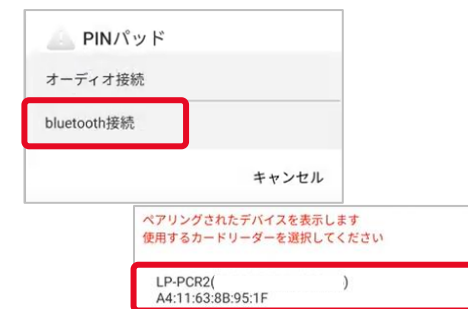 PINパッド
オーディオ接続
bluetooth接続
キャンセル
ペアリングされたデバイスを表示します
使用するカードリーダーを選択してください
LP-PCR2( )
A4:11:63:8B:95:1F